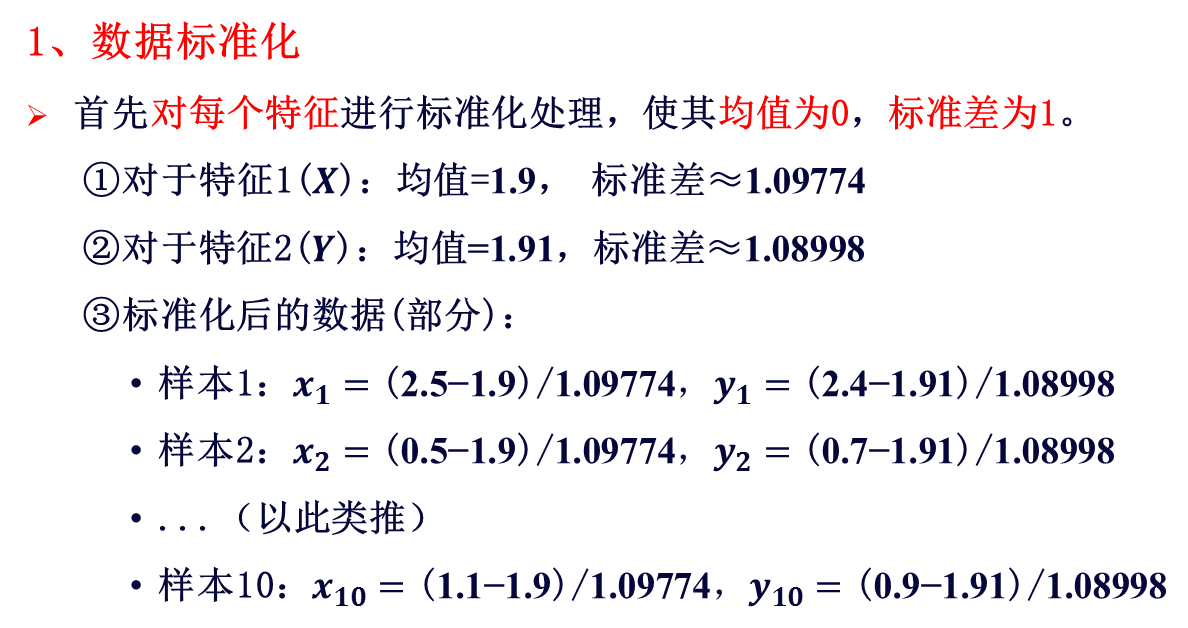 1、数据标准化
➢ 首先对每个特征进行标准化处理，使其均值为0，标准差为1。
①对于特征1(X)：均值=1.9， 标准差≈1.09774
②对于特征2(Y)：均值=1.91，标准差≈1.08998
③标准化后的数据(部分)：
• 样本1：x₁ = (2.5−1.9)/1.09774，y₁ = (2.4−1.91)/1.08998
• 样本2：x₂ = (0.5−1.9)/1.09774，y₂ = (0.7−1.91)/1.08998
• ...（以此类推）
• 样本10：x₁₀ = (1.1−1.9)/1.09774，y₁₀ = (0.9−1.91)/1.08998